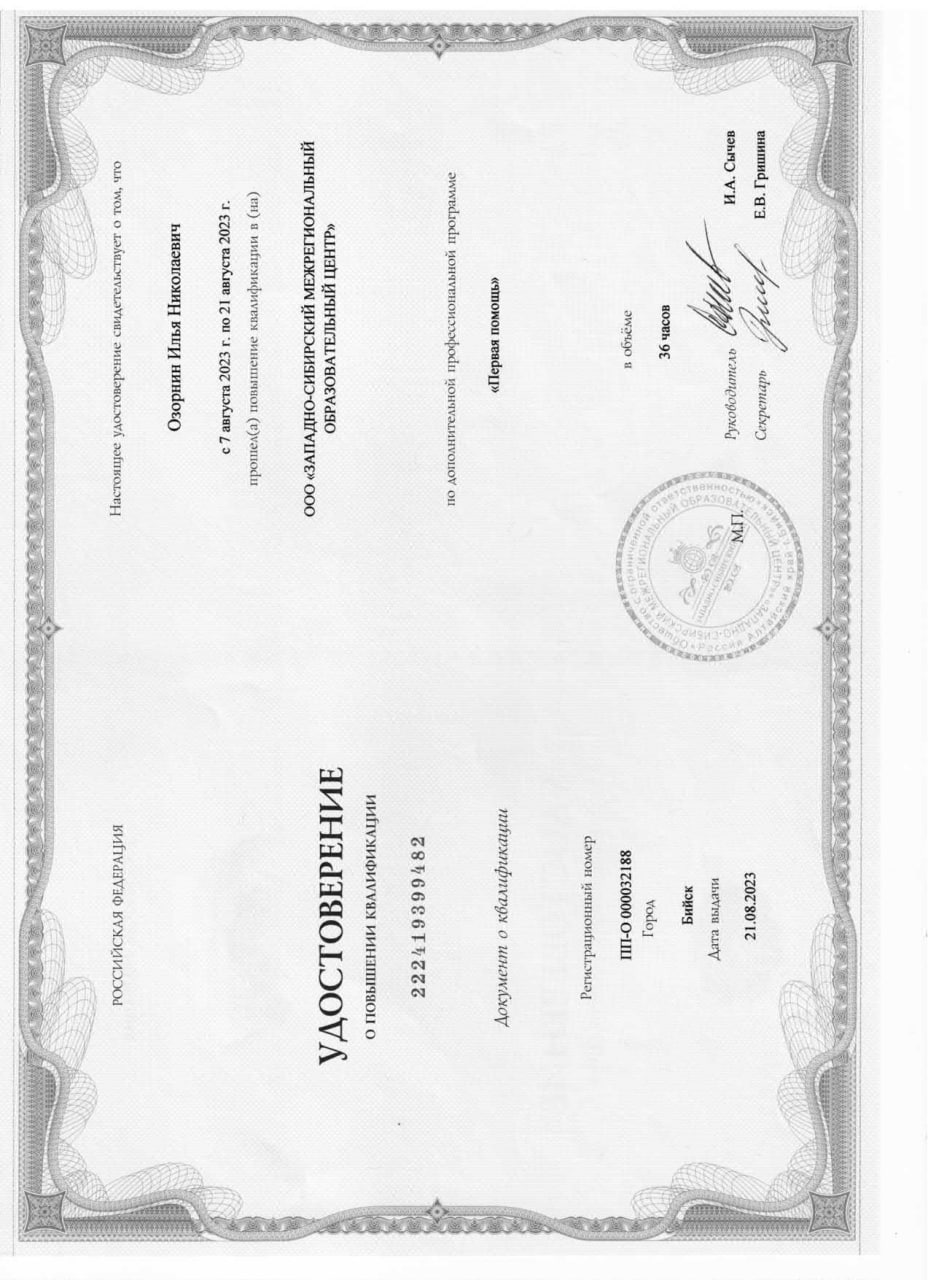 РОССИЙСКАЯ ФЕДЕРАЦИЯ
УДОСТОВЕРЕНИЕ
О ПОВЫШЕНИИ КВАЛИФИКАЦИИ
222419399482
Документ о квалификации
Регистрационный номер
ПП-О 000032188
Город
Бийск
Дата выдачи
21.08.2023
Настоящее удостоверение свидетельствует о том, что
Озорнин Илья Николаевич
с 7 августа 2023 г. по 21 августа 2023 г.
прошел(а) повышение квалификации в (на)
ООО «ЗАПАДНО-СИБИРСКИЙ МЕЖРЕГИОНАЛЬНЫЙ
ОБРАЗОВАТЕЛЬНЫЙ ЦЕНТР»
по дополнительной профессиональной программе
«Первая помощь»
в объёме
36 часов
Руководитель И.А. Сычев
Секретарь Е.В. Гришина
М.П.
Общество с ограниченной ответственностью
Россия Алтайский край г.Бийск
«ЗАПАДНО-СИБИРСКИЙ МЕЖРЕГИОНАЛЬНЫЙ ОБРАЗОВАТЕЛЬНЫЙ ЦЕНТР»